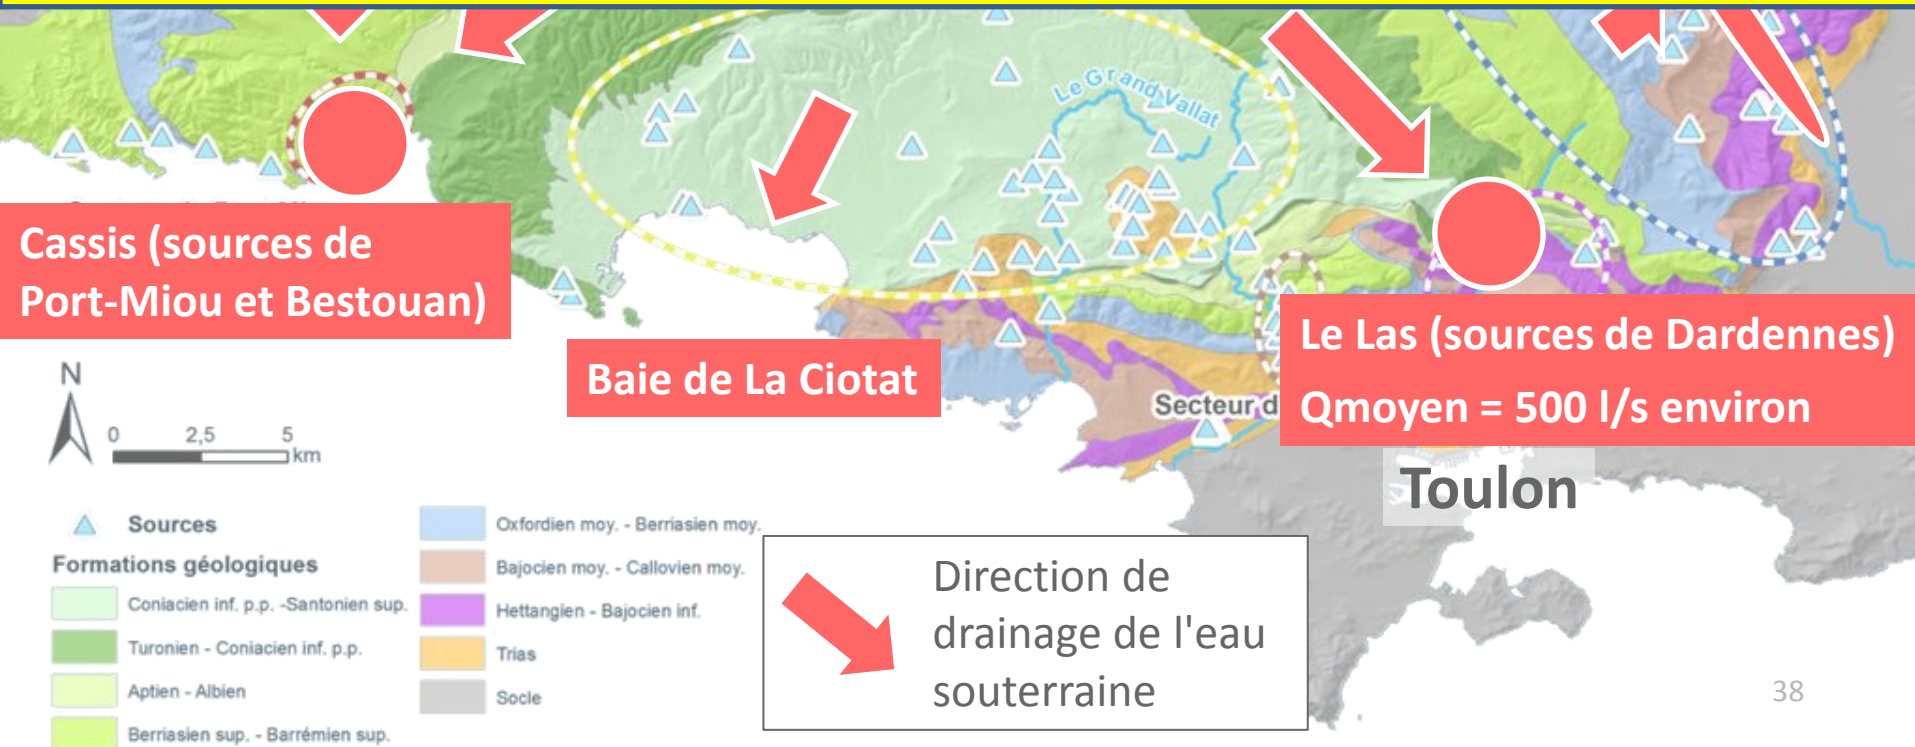 Le Grand Vallat
Cassis (sources de
Port-Miou et Bestouan)
Baie de La Ciotat
Le Las (sources de Dardennes)
Qmoyen = 500 l/s environ
Secteur d
Toulon
N
0 2,5 5
km
Sources
Formations géologiques
Coniacien inf. p.p. -Santonien sup.
Turonien - Coniacien inf. p.p.
Aptien - Albien
Berriasien sup. - Barrémien sup.
Oxfordien moy. - Berriasien moy.
Bajocien moy. - Callovien moy.
Hettangien - Bajocien inf.
Trias
Socle
Direction de
drainage de l'eau
souterraine
38